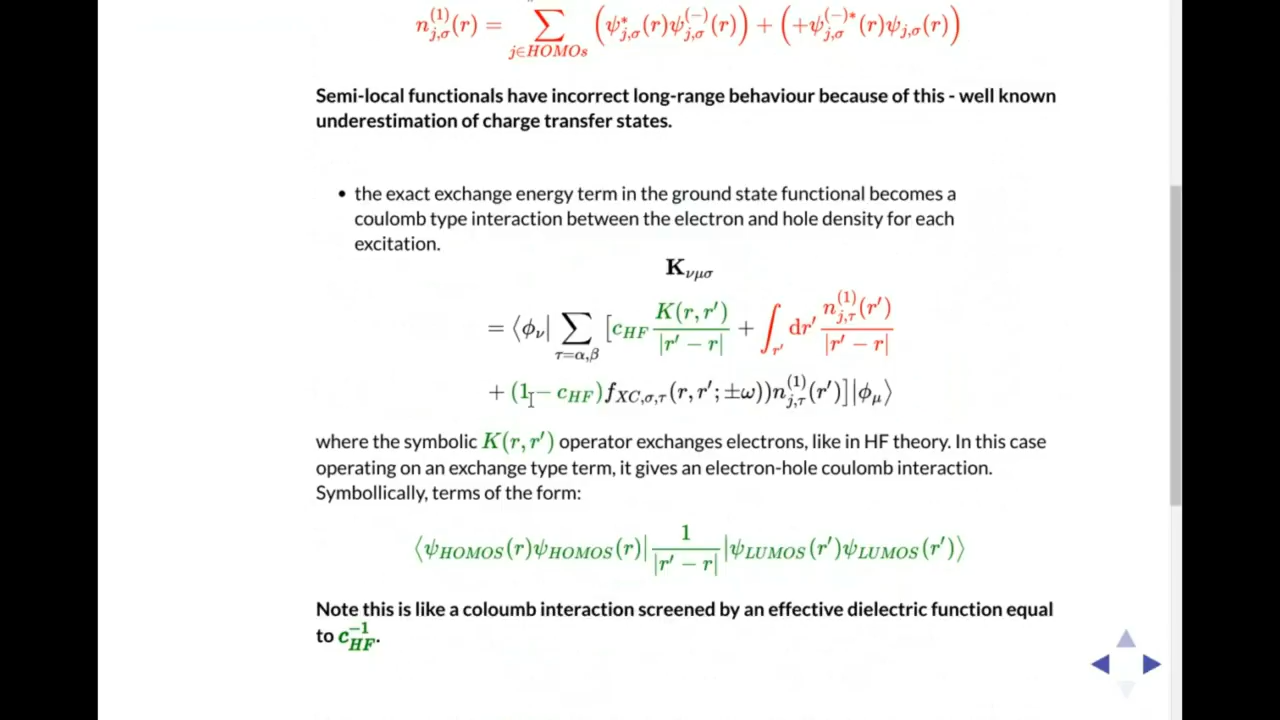 n_{j,σ}^{(1)}(r) = ∑_{j∈HOMOs} (ψ*_{j,σ}(r)ψ_{j,σ}^{(−)}(r)) + (+ψ_{j,σ}^{(−)*}(r)ψ_{j,σ}(r))
Semi-local functionals have incorrect long-range behaviour because of this - well known
underestimation of charge transfer states.
• the exact exchange energy term in the ground state functional becomes a
coulomb type interaction between the electron and hole density for each
excitation.
K_{νμσ}
= ⟨ϕ_ν| ∑_{τ=α,β} [c_{HF} K(r, r′)/|r′ − r| + ∫_{r′} dr′ n_{j,τ}^{(1)}(r′)/|r′ − r|
+ (1 − c_{HF})f_{XC,σ,τ}(r, r′; ±ω))n_{j,τ}^{(1)}(r′)]|ϕ_μ⟩
where the symbolic K(r, r′) operator exchanges electrons, like in HF theory. In this case
operating on an exchange type term, it gives an electron-hole coulomb interaction.
Symbollically, terms of the form:
⟨ψ_{HOMOS}(r)ψ_{HOMOS}(r)| 1/|r′ − r| |ψ_{LUMOS}(r′)ψ_{LUMOS}(r′)⟩
Note this is like a coloumb interaction screened by an effective dielectric function equal
to c_{HF}^{−1}.